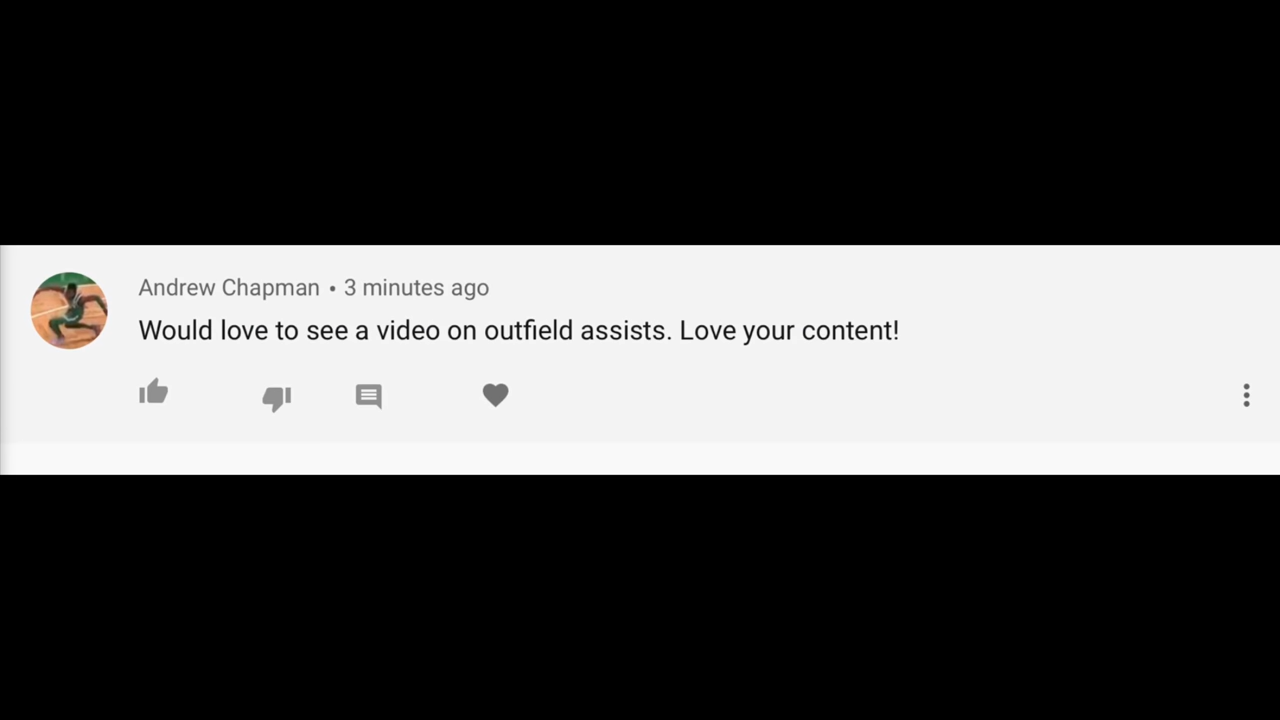 Andrew Chapman • 3 minutes ago
Would love to see a video on outfield assists. Love your content!